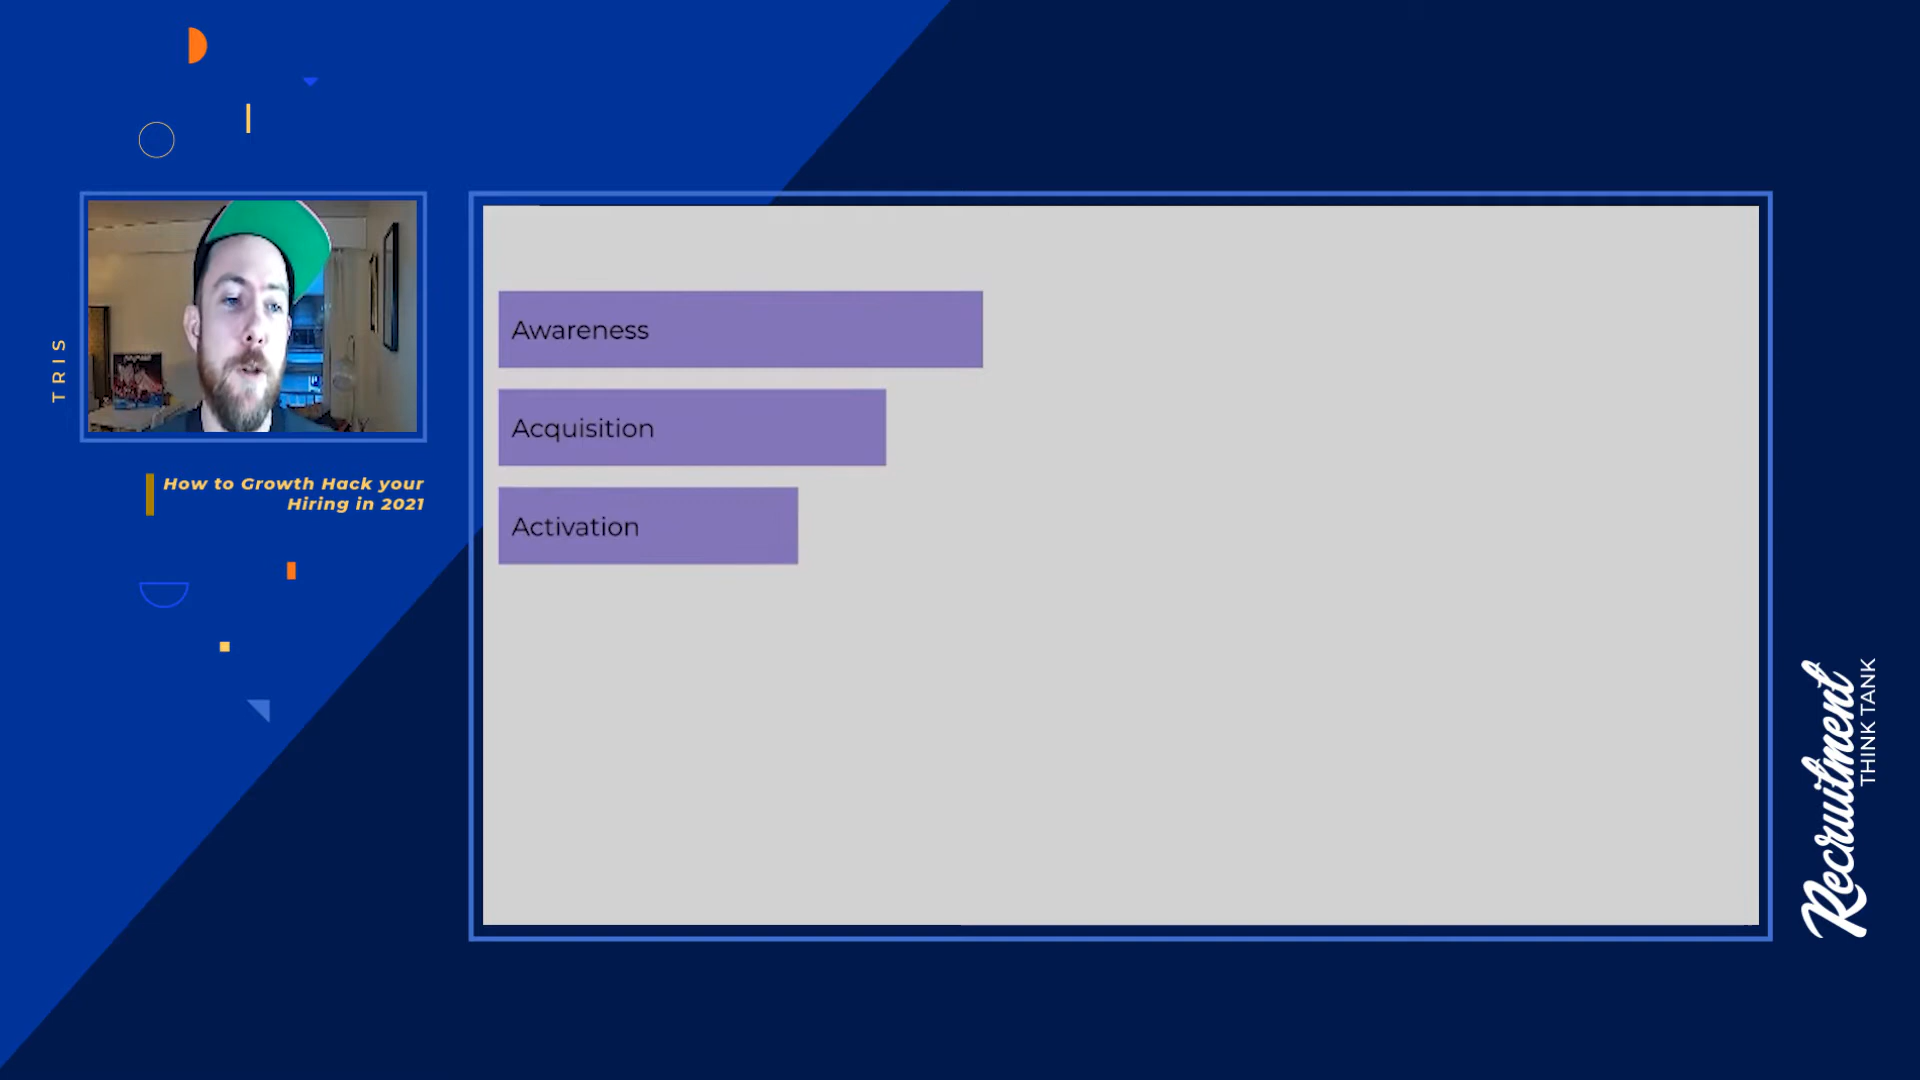 TRIS
How to Growth Hack your
Hiring in 2021
Awareness
Acquisition
Activation
Recruitment
THINK TANK